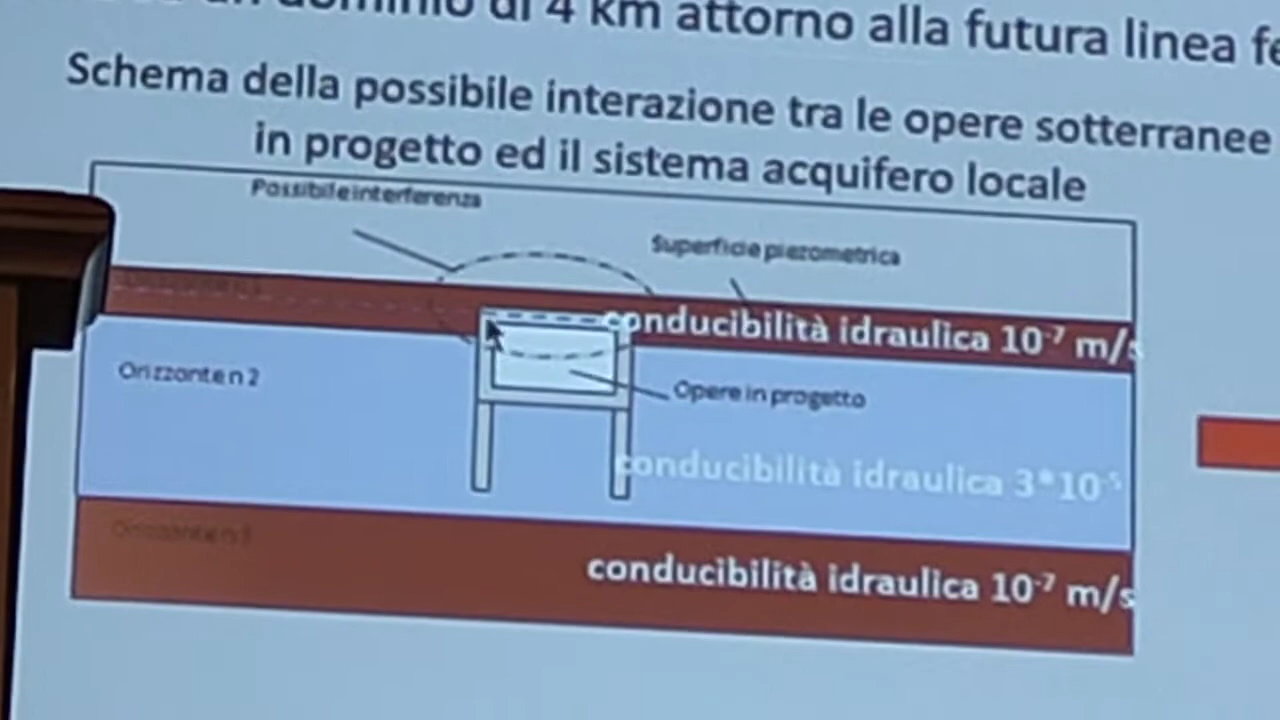 un dominio di 4 km attorno alla futura linea
Schema della possibile interazione tra le opere sotterranee
in progetto ed il sistema acquifero locale
Possibile interferenza
Superficie piezometrica
conducibilità idraulica 10⁻⁷ m/s
Orizzonte n 2
Opere in progetto
conducibilità idraulica 3*10⁻⁵
conducibilità idraulica 10⁻⁷ m/s